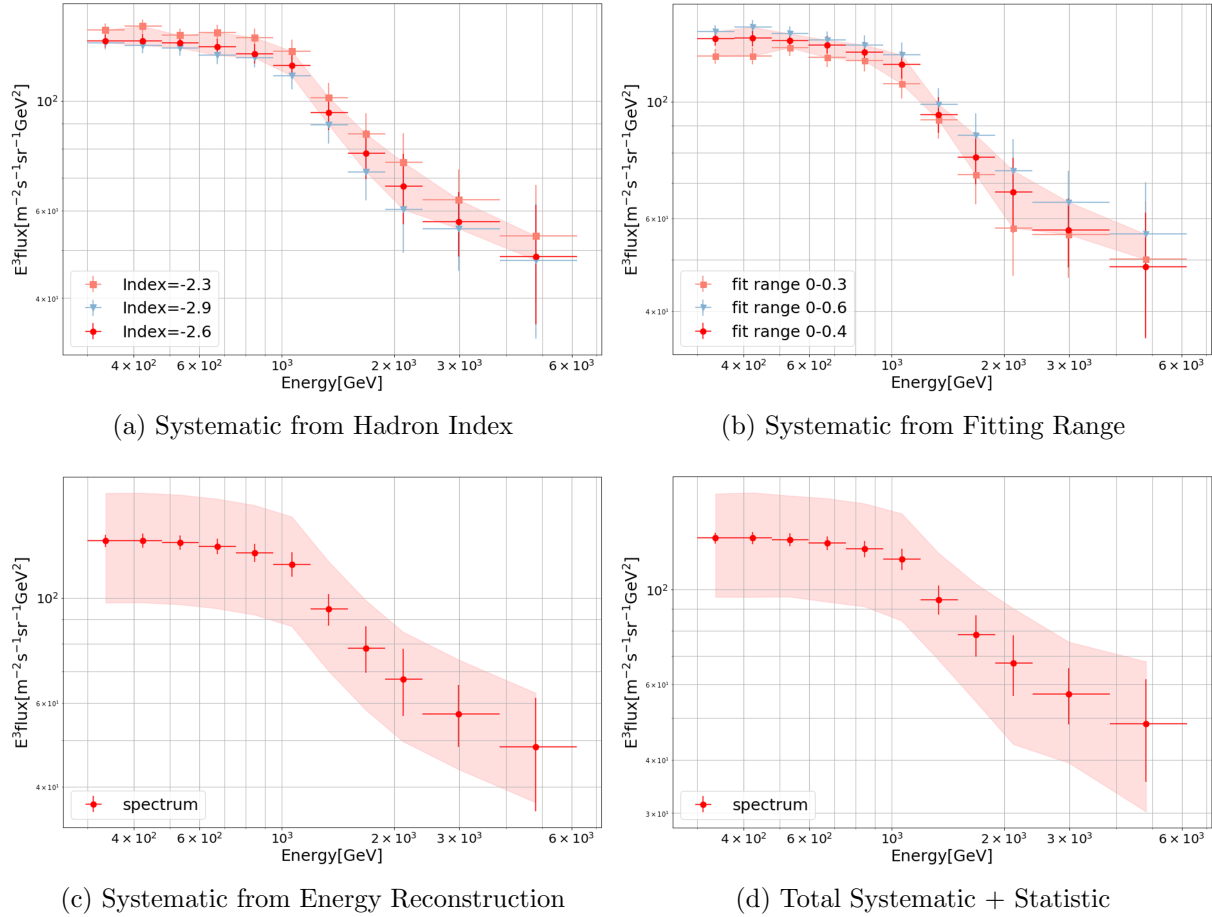 E³flux[m⁻²s⁻¹sr⁻¹GeV²]
10²
6 × 10¹
4 × 10¹
Index=-2.3
Index=-2.9
Index=-2.6
4 × 10² 6 × 10² 10³ 2 × 10³ 3 × 10³ 6 × 10³
Energy[GeV]
(a) Systematic from Hadron Index
E³flux[m⁻²s⁻¹sr⁻¹GeV²]
10²
6 × 10¹
4 × 10¹
fit range 0-0.3
fit range 0-0.6
fit range 0-0.4
4 × 10² 6 × 10² 10³ 2 × 10³ 3 × 10³ 6 × 10³
Energy[GeV]
(b) Systematic from Fitting Range
E³flux[m⁻²s⁻¹sr⁻¹GeV²]
10²
6 × 10¹
4 × 10¹
spectrum
4 × 10² 6 × 10² 10³ 2 × 10³ 3 × 10³ 6 × 10³
Energy[GeV]
(c) Systematic from Energy Reconstruction
E³flux[m⁻²s⁻¹sr⁻¹GeV²]
10²
6 × 10¹
4 × 10¹
3 × 10¹
spectrum
4 × 10² 6 × 10² 10³ 2 × 10³ 3 × 10³ 6 × 10³
Energy[GeV]
(d) Total Systematic + Statistic